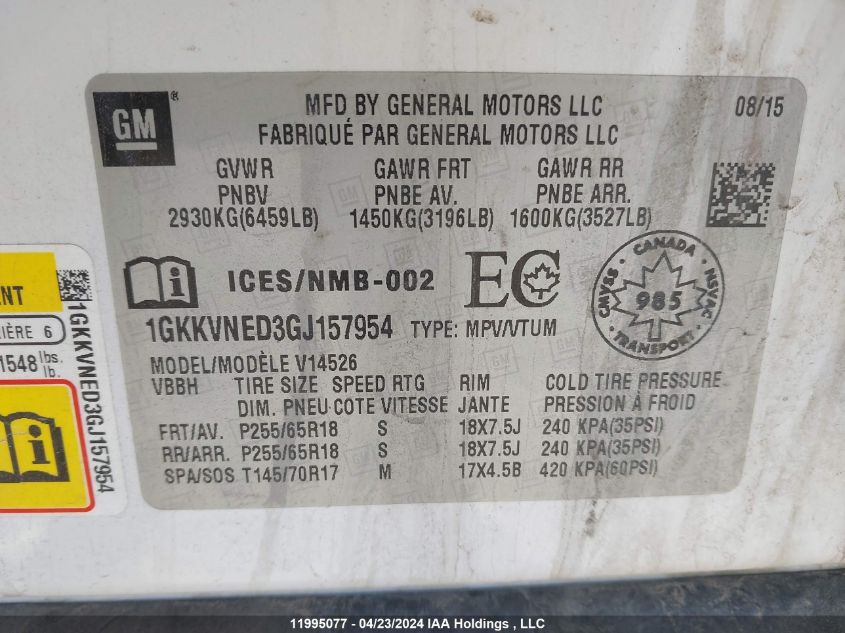 GM ®
MFD BY GENERAL MOTORS LLC
08/15
FABRIQUÉ PAR GENERAL MOTORS LLC
GVWR GAWR FRT GAWR RR
PNBV PNBE AV. PNBE ARR.
2930KG(6459LB) 1450KG(3196LB) 1600KG(3527LB)
ICES/NMB-002 EC
CANADA
CMVSS 985 NSVAC
TRANSPORT
1GKKVNED3GJ157954 TYPE: MPV/VTUM
MODEL/MODÈLE V14526
VBBH TIRE SIZE SPEED RTG RIM COLD TIRE PRESSURE
DIM. PNEU COTE VITESSE JANTE PRESSION À FROID
FRT/AV. P255/65R18 S 18X7.5J 240 KPA(35PSI)
RR/ARR. P255/65R18 S 18X7.5J 240 KPA(35PSI)
SPA/SOS T145/70R17 M 17X4.5B 420 KPA(60PSI)
ENT
IÈRE 6
1548 lbs.
lb.
1GKKVNED3GJ157954
11995077 - 04/23/2024 IAA Holdings , LLC